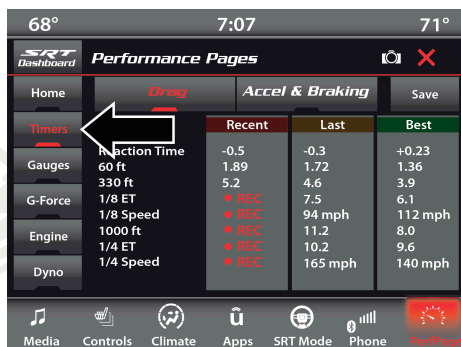 68° 7:07 71°
SRT Dashboard Performance Pages
Home Drag Accel & Braking Save
Timers Recent Last Best
Reaction Time -0.5 -0.3 +0.23
60 ft 1.89 1.72 1.36
Gauges 330 ft 5.2 4.6 3.9
1/8 ET REC 7.5 6.1
G-Force 1/8 Speed REC 94 mph 112 mph
1000 ft REC 11.2 8.0
Engine 1/4 ET REC 10.2 9.6
1/4 Speed REC 165 mph 140 mph
Dyno
Media Controls Climate Apps SRT Mode Phone